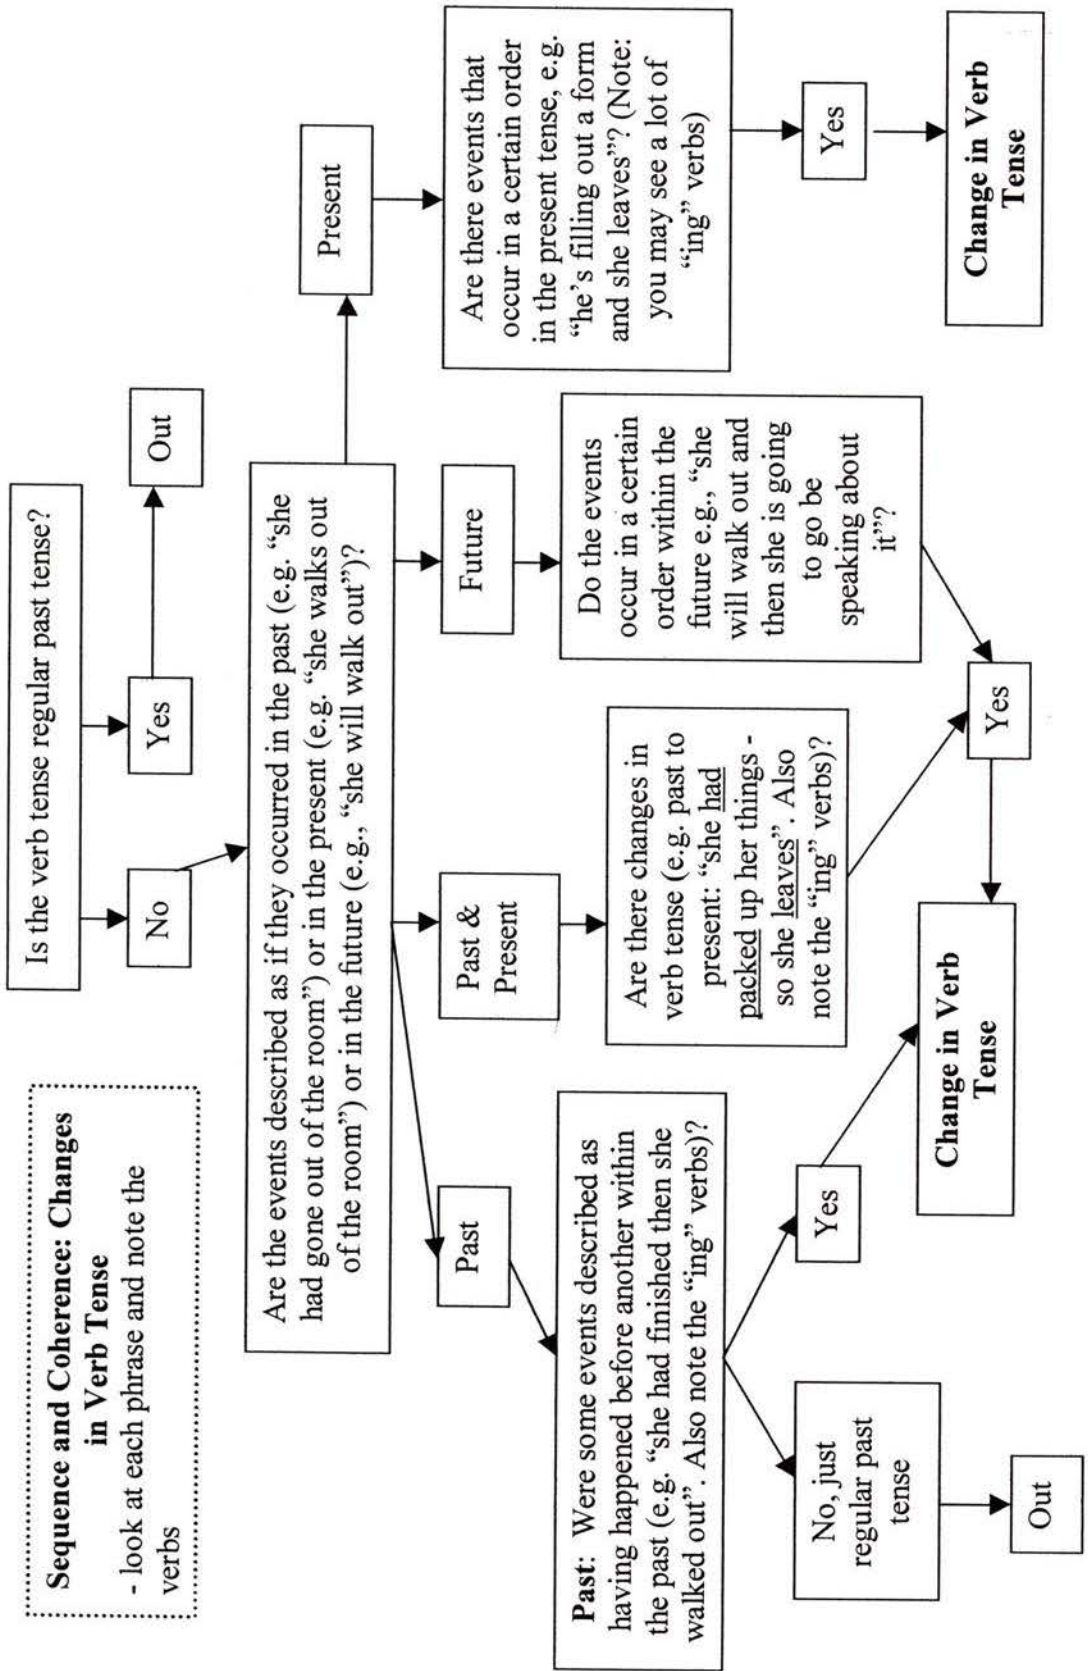 Sequence and Coherence: Changes
in Verb Tense
- look at each phrase and note the
verbs
Is the verb tense regular past tense?
No
Yes
Out
Are the events described as if they occurred in the past (e.g. “she
had gone out of the room”) or in the present (e.g. “she walks out
of the room”) or in the future (e.g., “she will walk out”)?
Past
Past &
Present
Future
Present
Past: Were some events described as
having happened before another within
the past (e.g. “she had finished then she
walked out”. Also note the “ing” verbs)?
Are there changes in
verb tense (e.g. past to
present: “she had
packed up her things -
so she leaves”. Also
note the “ing” verbs)?
Do the events
occur in a certain
order within the
future e.g., “she
will walk out and
then she is going
to go be
speaking about
it”?
Are there events that
occur in a certain order
in the present tense, e.g.
“he’s filling out a form
and she leaves”? (Note:
you may see a lot of
“ing” verbs)
No, just
regular past
tense
Yes
Yes
Yes
Out
Change in Verb
Tense
Change in Verb
Tense